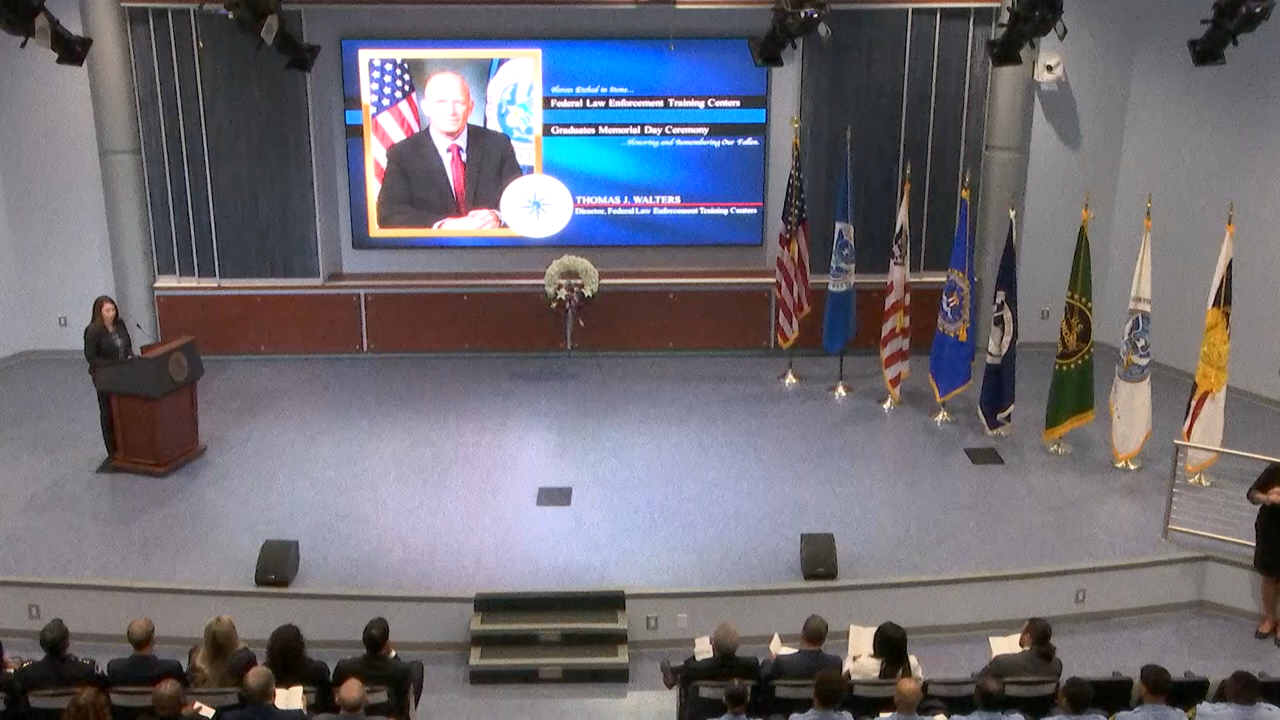 Heroes Etched in Stone...
Federal Law Enforcement Training Centers
Graduates Memorial Day Ceremony
...Honoring and Remembering Our Fallen.
THOMAS J. WALTERS
Director, Federal Law Enforcement Training Centers